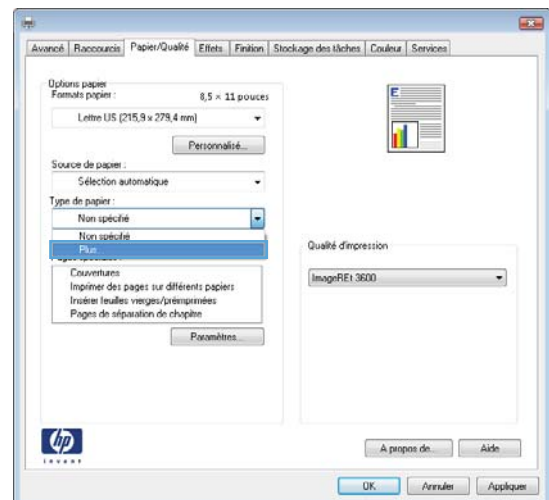 Avancé Raccourcis Papier/Qualité Effets Finition Stockage des tâches Couleur Services
Options papier
Formats papier :
8,5 × 11 pouces
Lettre US (215,9 x 279,4 mm)
Personnalisé...
Source de papier :
Sélection automatique
Type de papier :
Non spécifié
Non spécifié
Plus
Couvertures
Imprimer des pages sur différents papiers
Insérer feuilles vierges/préimprimées
Pages de séparation de chapitre
Paramètres...
E
Qualité d'impression
ImageREt 3600
hp
invent
A propos de...
Aide
OK
Annuler
Appliquer